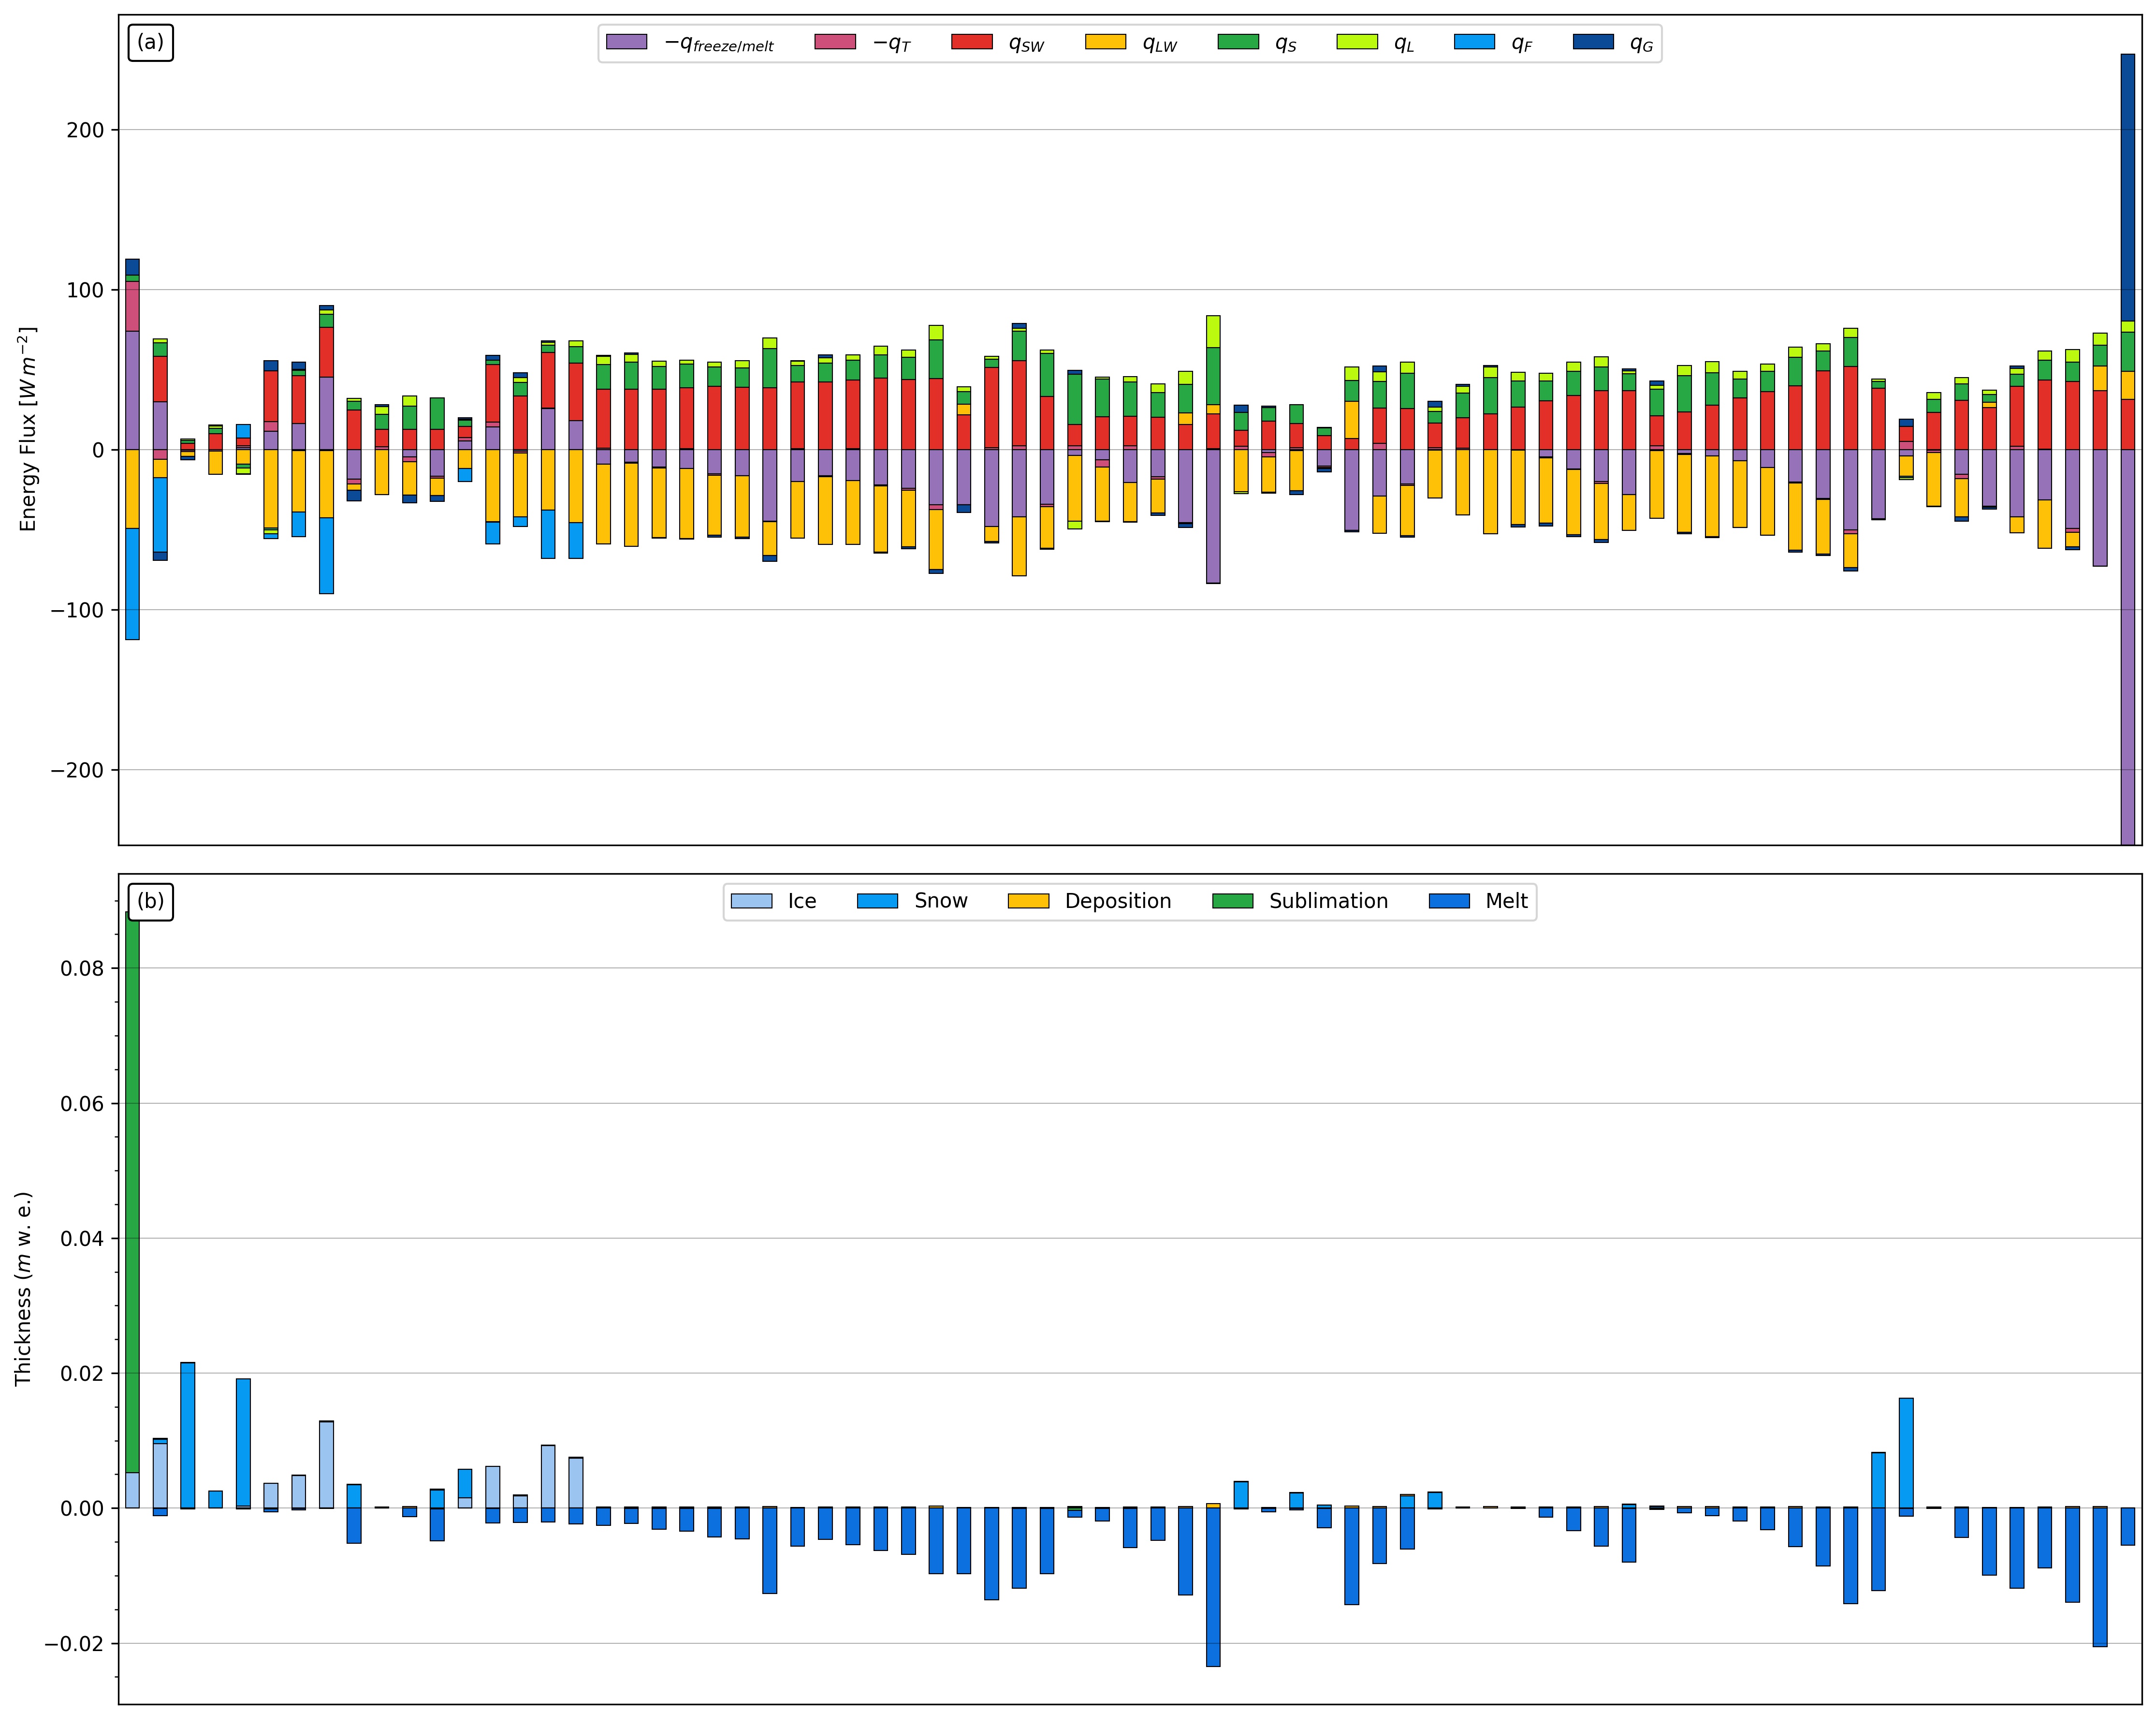 (a)
−q_freeze/melt −q_T q_SW q_LW q_S q_L q_F q_G
200
100
0
−100
−200
Energy Flux [W m⁻²]
(b)
Ice Snow Deposition Sublimation Melt
0.08
0.06
0.04
0.02
0.00
−0.02
Thickness (m w. e.)